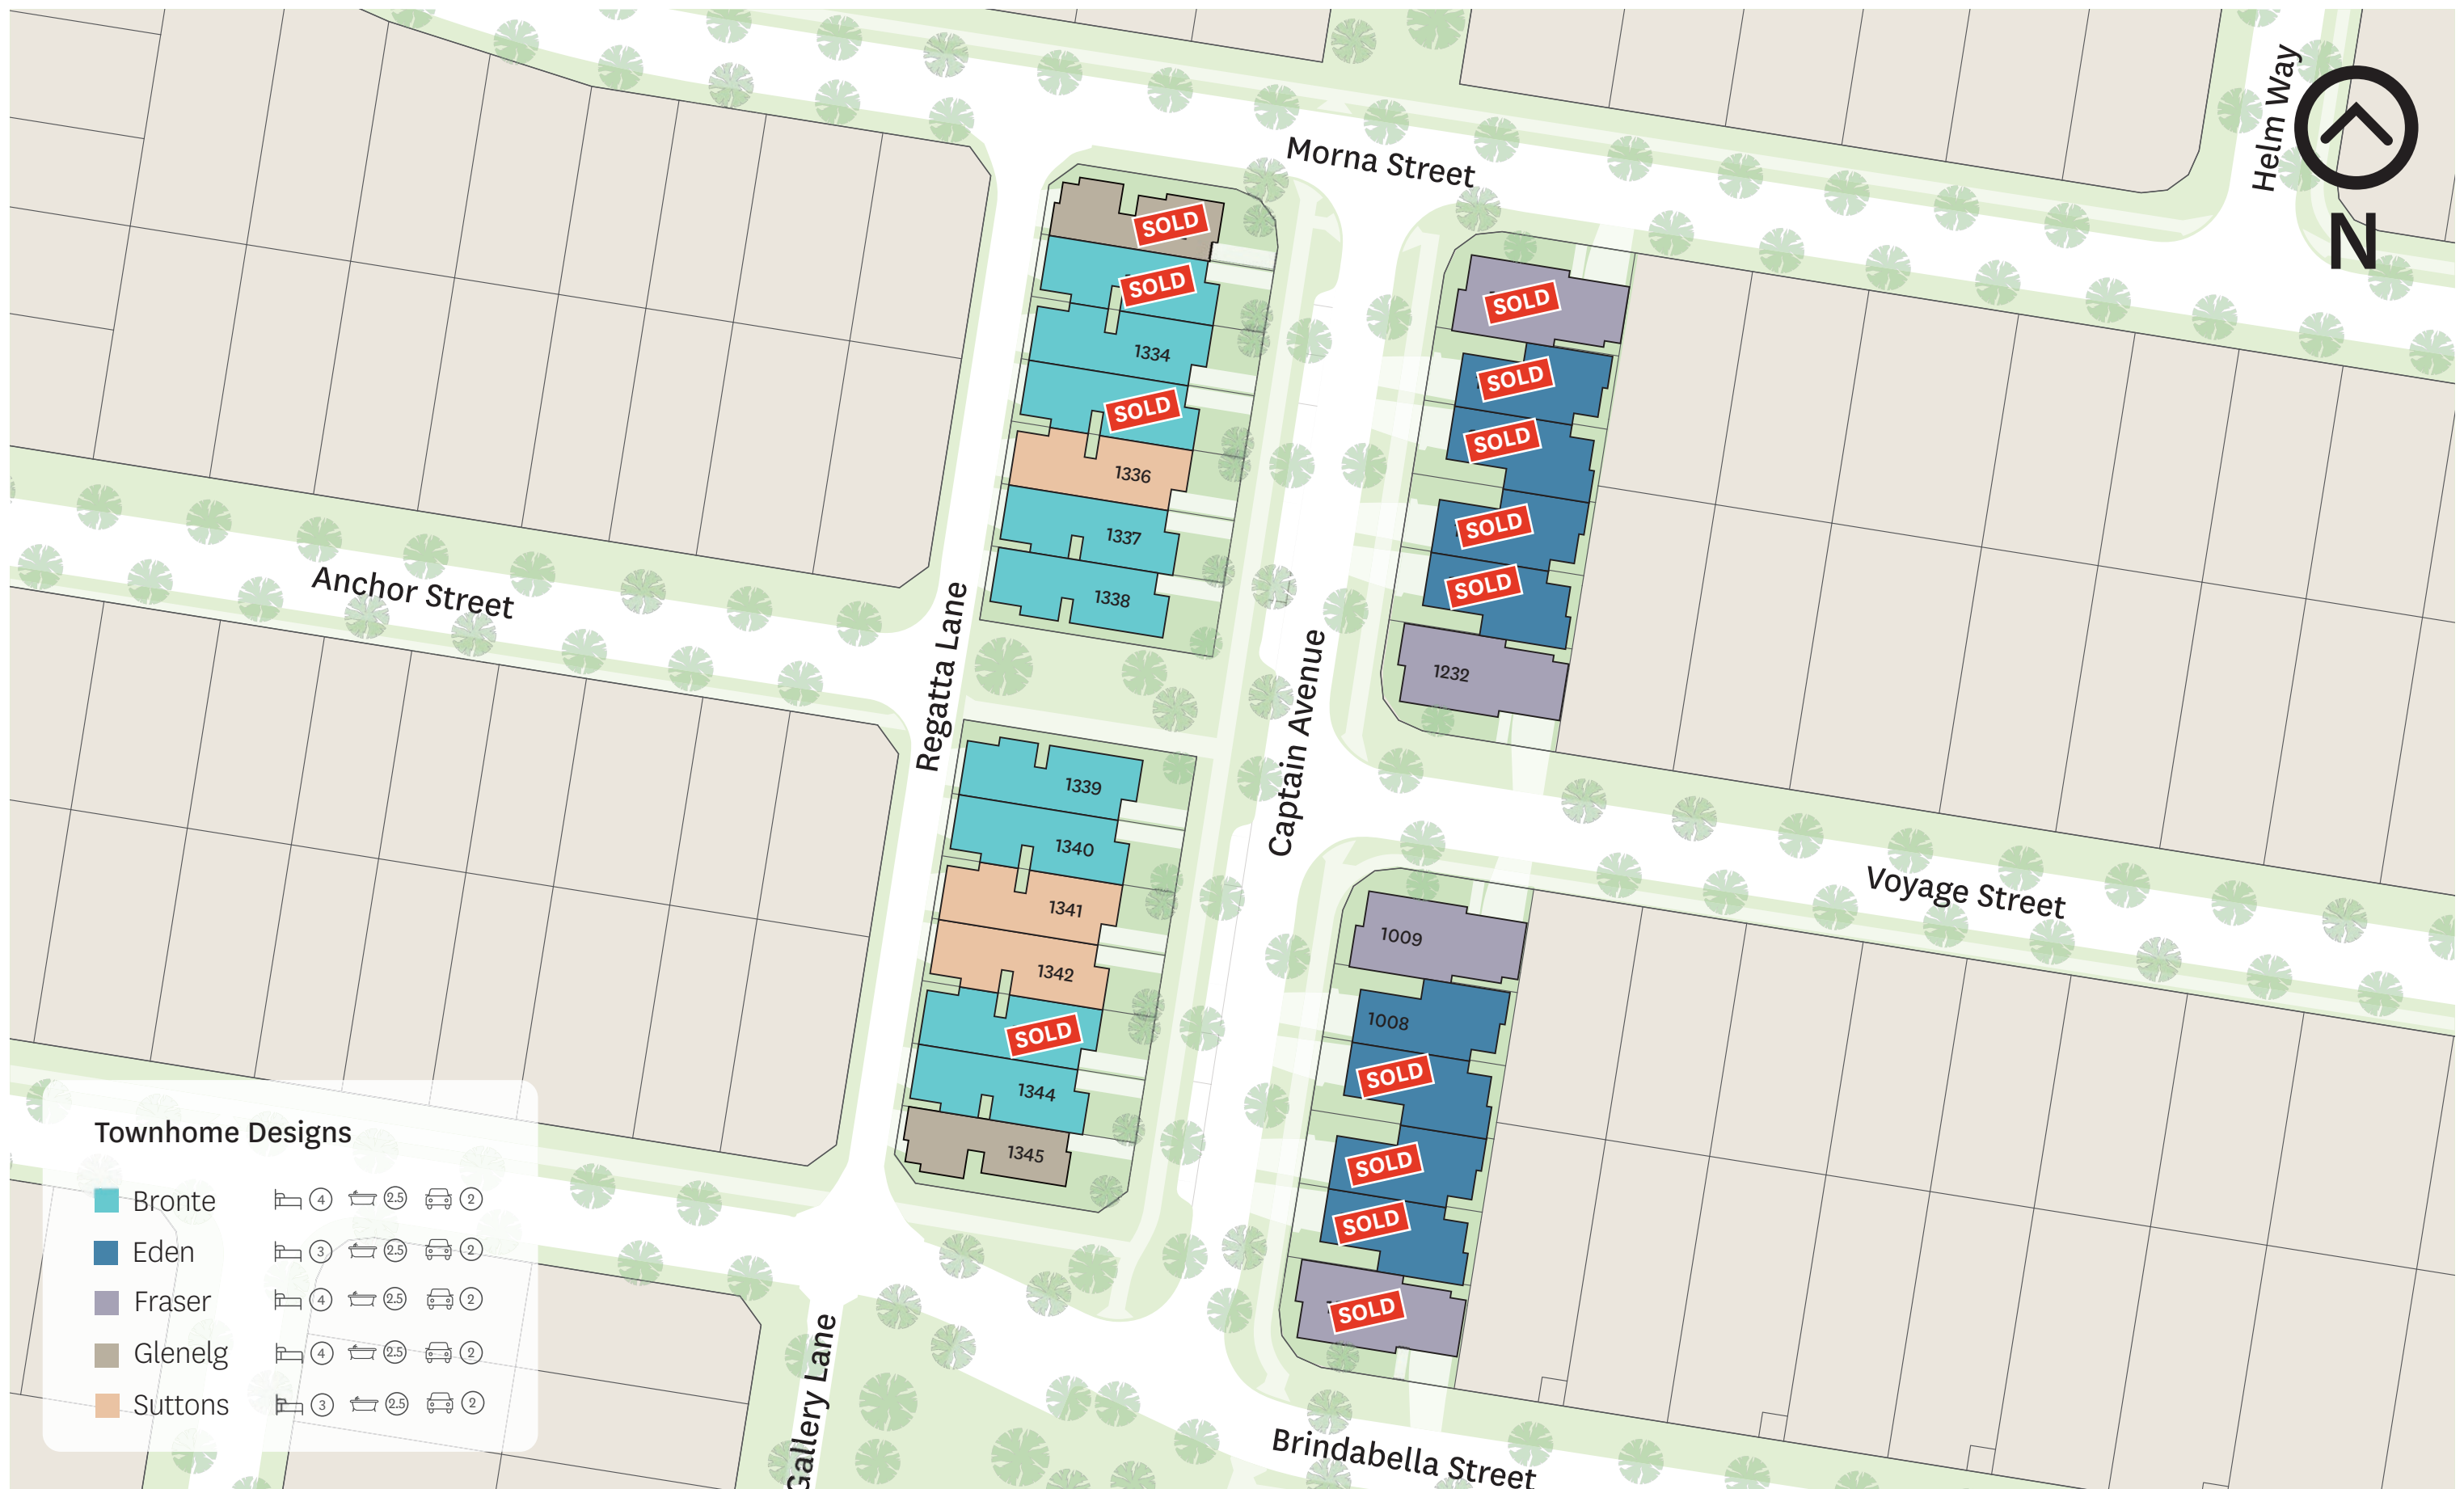 Morna Street
Helm Way
N
SOLD
SOLD
1334
SOLD
1336
1337
1338
SOLD
SOLD
SOLD
SOLD
SOLD
1232
Anchor Street
Regatta Lane
Captain Avenue
Voyage Street
1339
1340
1341
1342
SOLD
1344
1345
1009
1008
SOLD
SOLD
SOLD
SOLD
Gallery Lane
Brindabella Street
Townhome Designs
Bronte 4 2.5 2
Eden 3 2.5 2
Fraser 4 2.5 2
Glenelg 4 2.5 2
Suttons 3 2.5 2